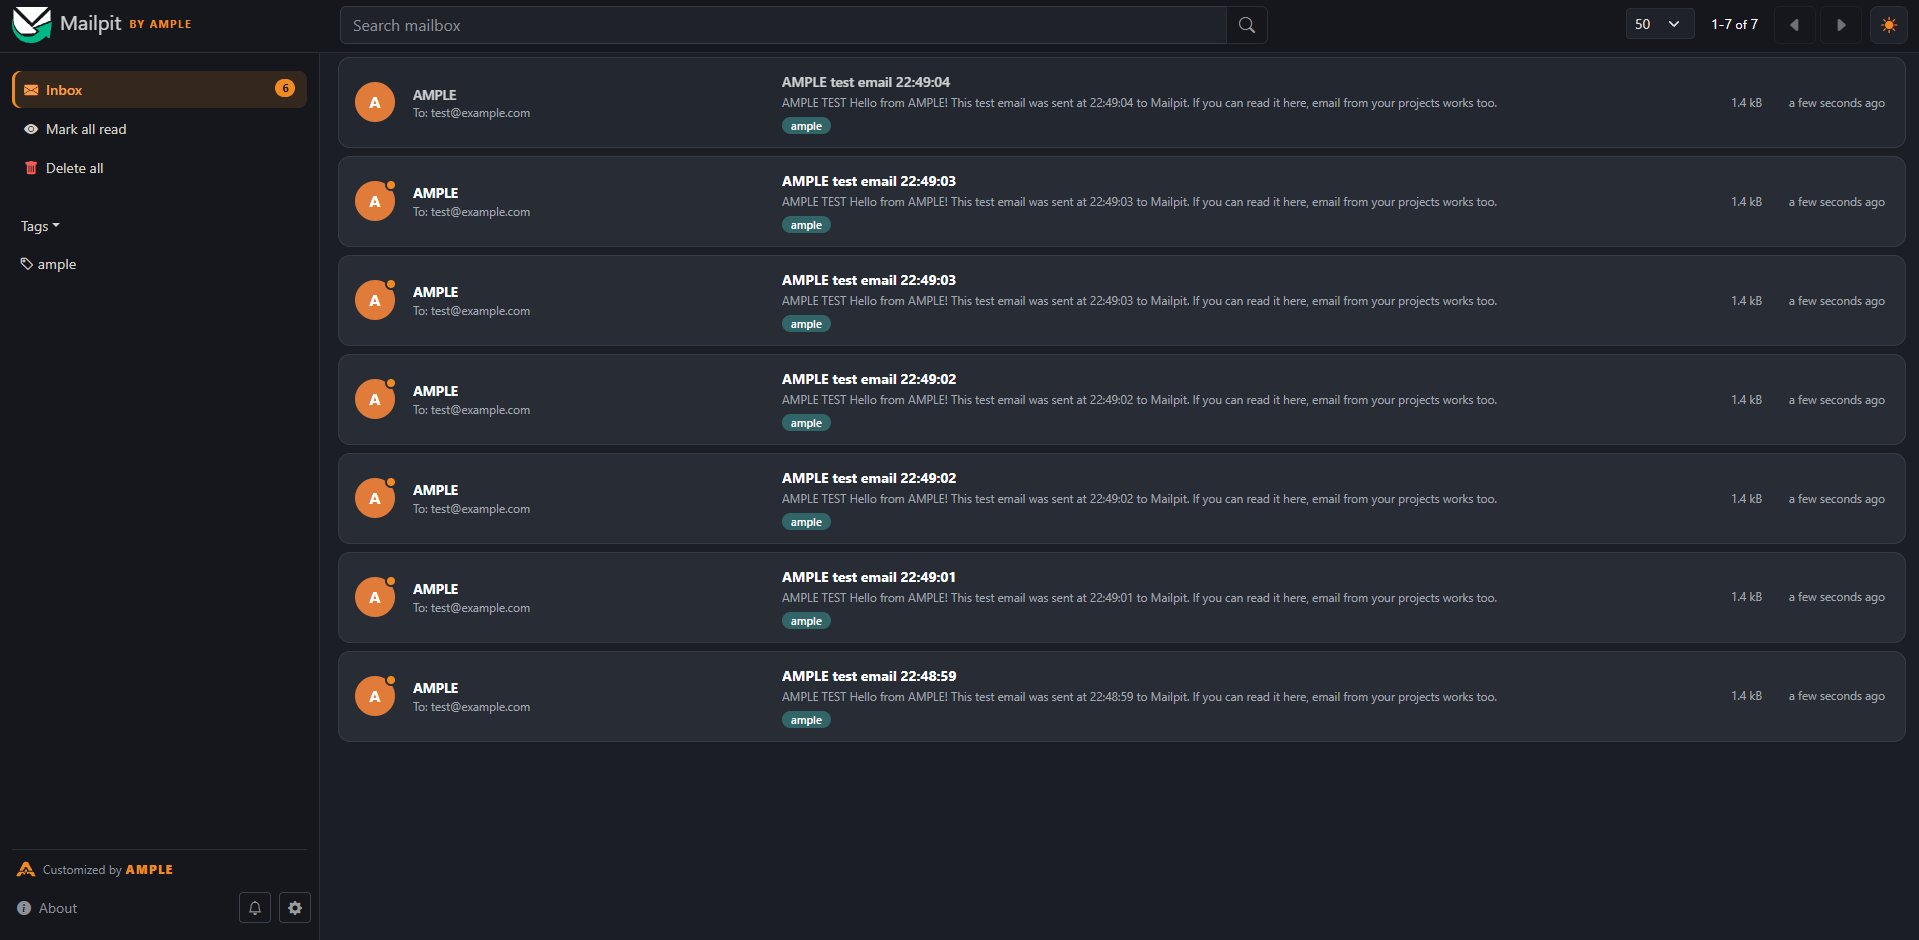 Mailpit BY AMPLE
Search mailbox
50
1-7 of 7
Inbox 6
Mark all read
Delete all
Tags
ample
A
AMPLE
To: test@example.com
AMPLE test email 22:49:04
AMPLE TEST Hello from AMPLE! This test email was sent at 22:49:04 to Mailpit. If you can read it here, email from your projects works too.
ample
1.4 kB
a few seconds ago
A
AMPLE
To: test@example.com
AMPLE test email 22:49:03
AMPLE TEST Hello from AMPLE! This test email was sent at 22:49:03 to Mailpit. If you can read it here, email from your projects works too.
ample
1.4 kB
a few seconds ago
A
AMPLE
To: test@example.com
AMPLE test email 22:49:03
AMPLE TEST Hello from AMPLE! This test email was sent at 22:49:03 to Mailpit. If you can read it here, email from your projects works too.
ample
1.4 kB
a few seconds ago
A
AMPLE
To: test@example.com
AMPLE test email 22:49:02
AMPLE TEST Hello from AMPLE! This test email was sent at 22:49:02 to Mailpit. If you can read it here, email from your projects works too.
ample
1.4 kB
a few seconds ago
A
AMPLE
To: test@example.com
AMPLE test email 22:49:02
AMPLE TEST Hello from AMPLE! This test email was sent at 22:49:02 to Mailpit. If you can read it here, email from your projects works too.
ample
1.4 kB
a few seconds ago
A
AMPLE
To: test@example.com
AMPLE test email 22:49:01
AMPLE TEST Hello from AMPLE! This test email was sent at 22:49:01 to Mailpit. If you can read it here, email from your projects works too.
ample
1.4 kB
a few seconds ago
A
AMPLE
To: test@example.com
AMPLE test email 22:48:59
AMPLE TEST Hello from AMPLE! This test email was sent at 22:48:59 to Mailpit. If you can read it here, email from your projects works too.
ample
1.4 kB
a few seconds ago
Customized by AMPLE
About